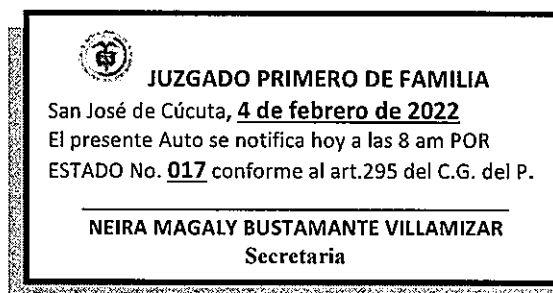 JUZGADO PRIMERO DE FAMILIA
San José de Cúcuta, 4 de febrero de 2022
El presente Auto se notifica hoy a las 8 am POR
ESTADO No. 017 conforme al art.295 del C.G. del P.
NEIRA MAGALY BUSTAMANTE VILLAMIZAR
Secretaria